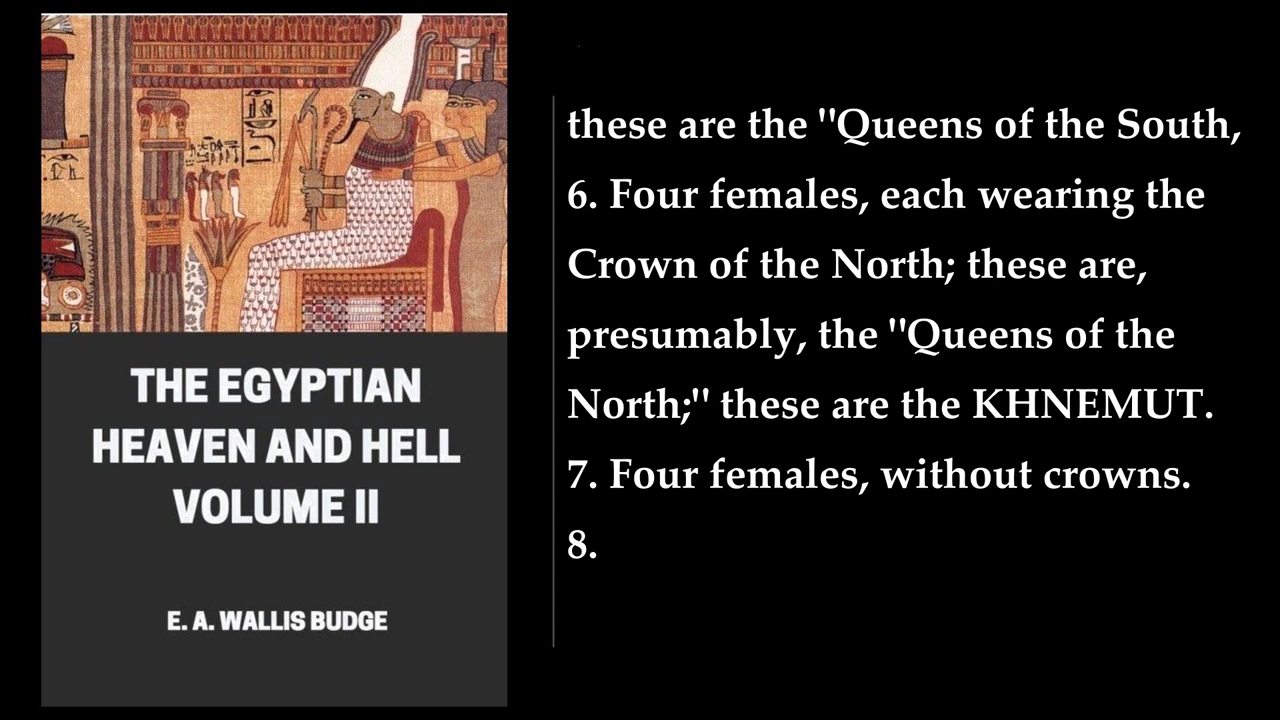 THE EGYPTIAN
HEAVEN AND HELL
VOLUME II
E. A. WALLIS BUDGE
these are the "Queens of the South,
6. Four females, each wearing the
Crown of the North; these are,
presumably, the "Queens of the
North;" these are the KHNEMUT.
7. Four females, without crowns.
8.